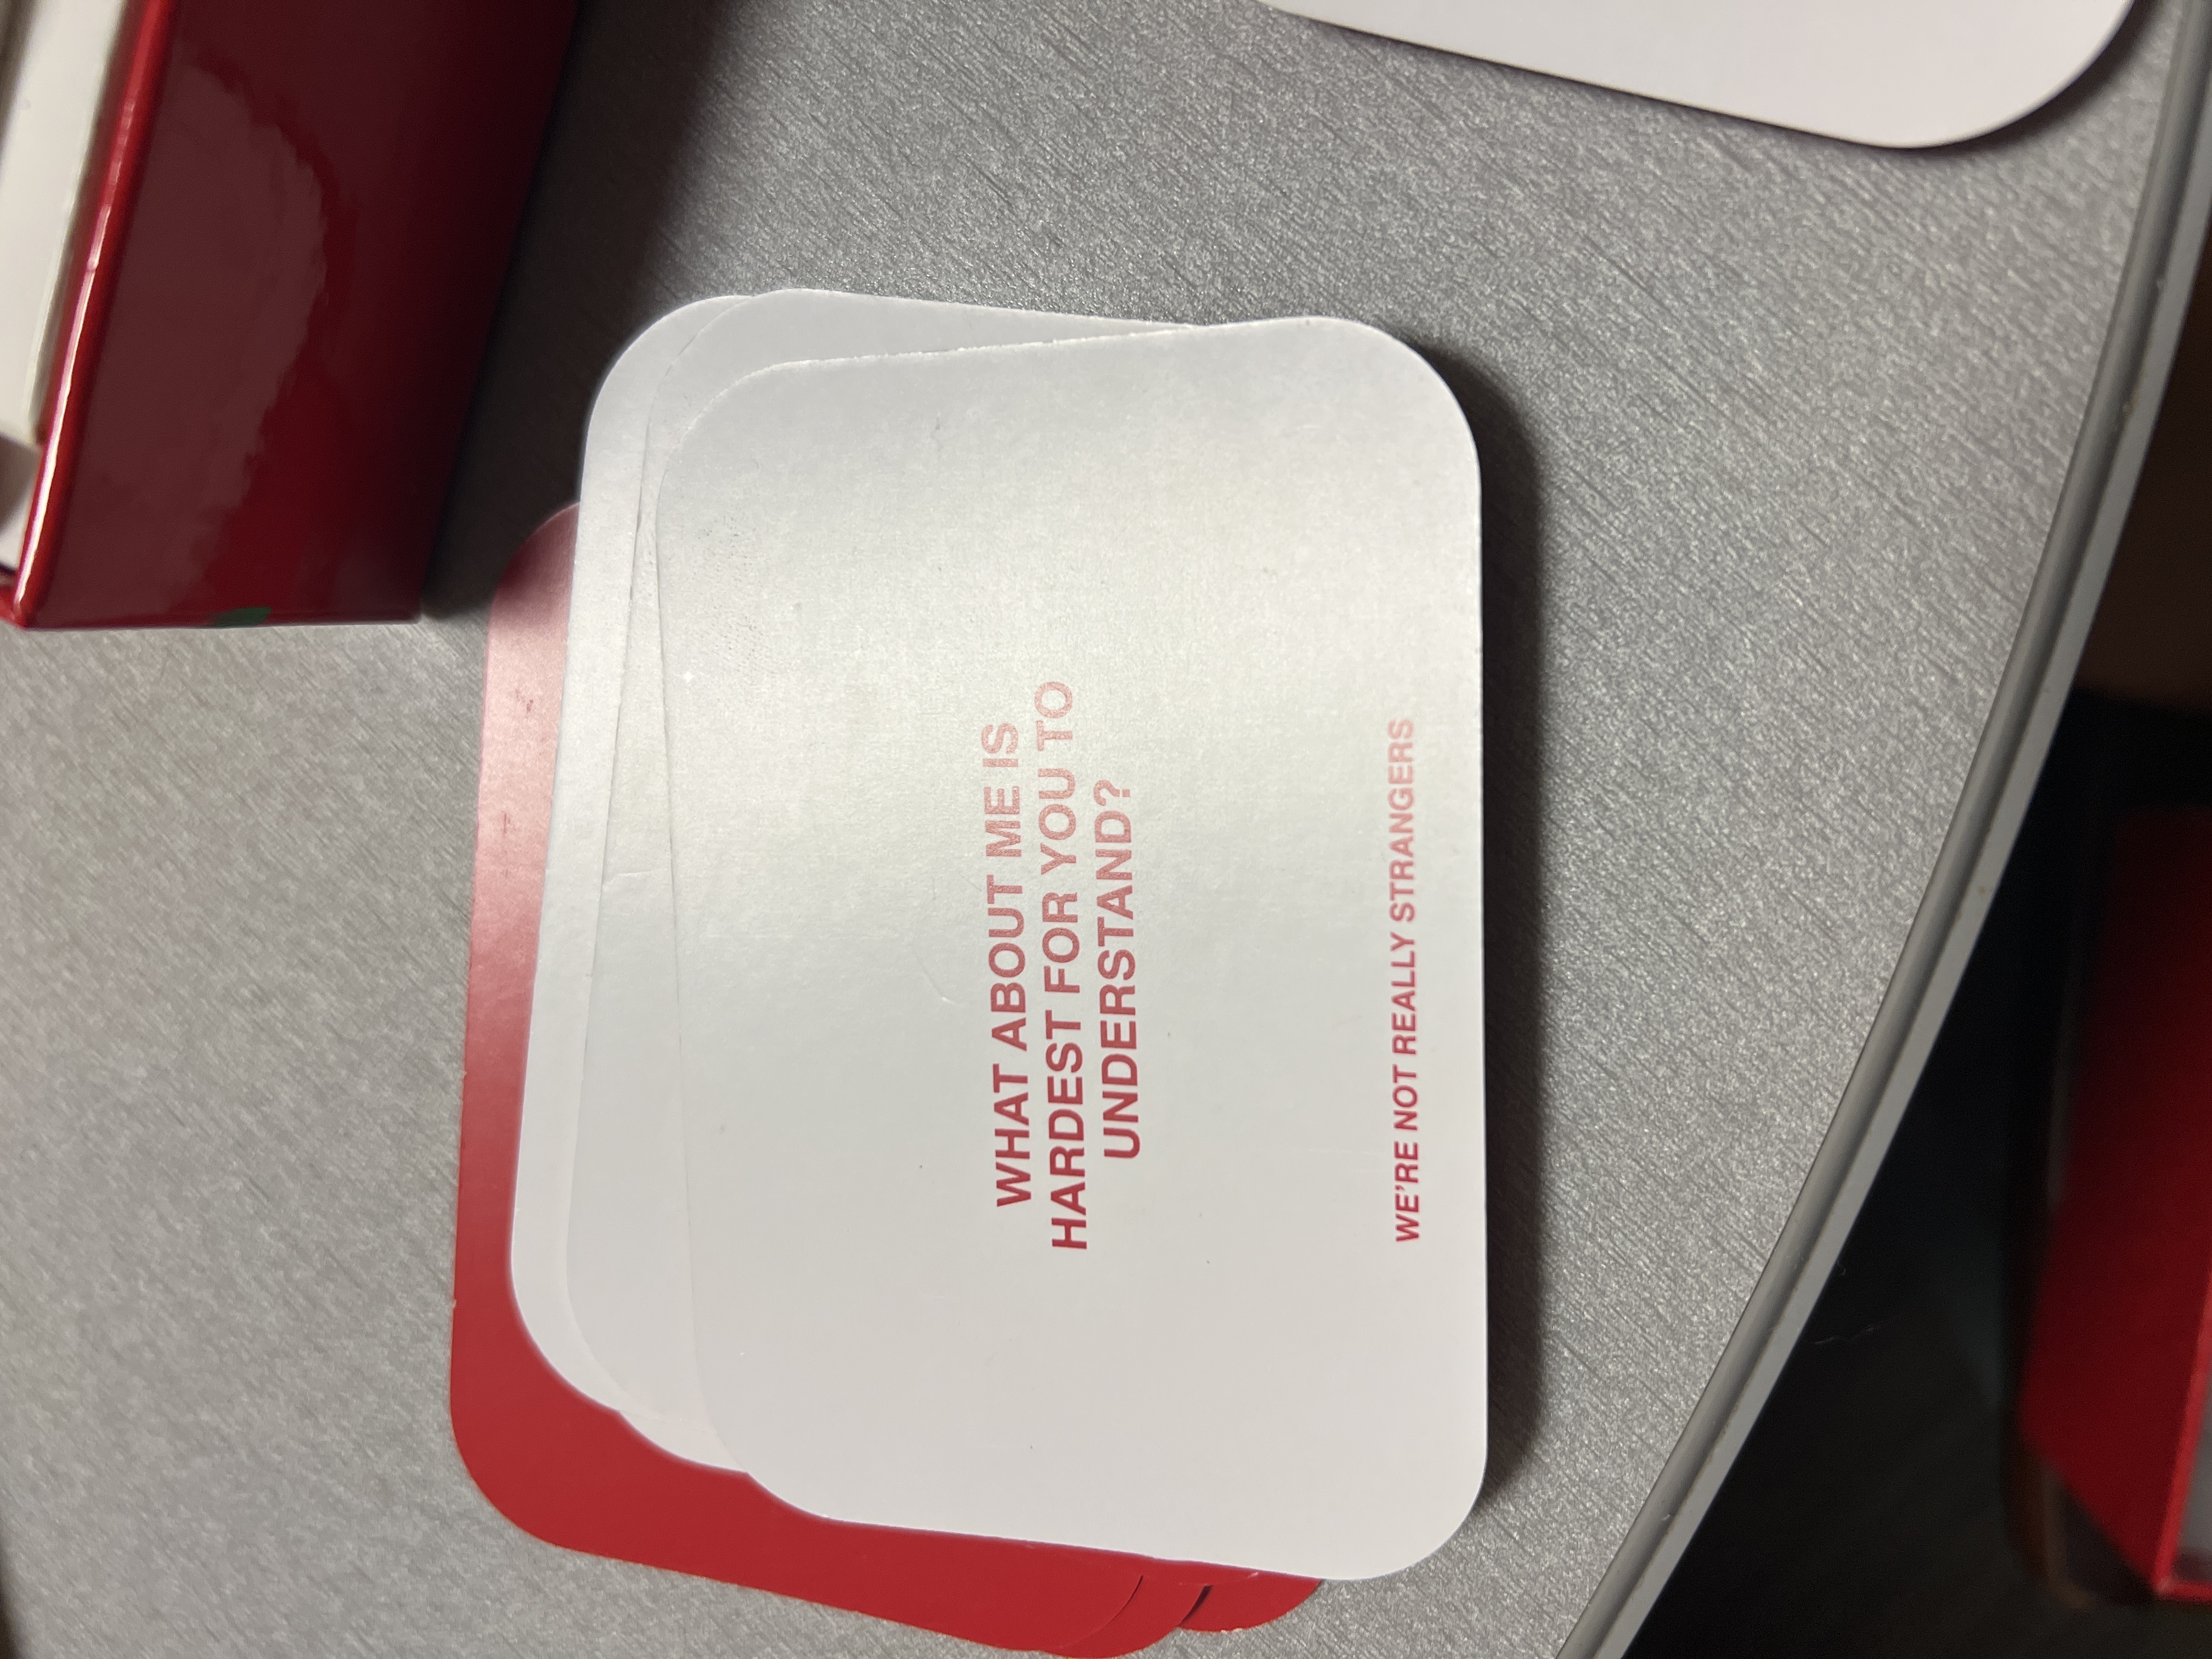 WHAT ABOUT ME IS
HARDEST FOR YOU TO
UNDERSTAND?
WE'RE NOT REALLY STRANGERS